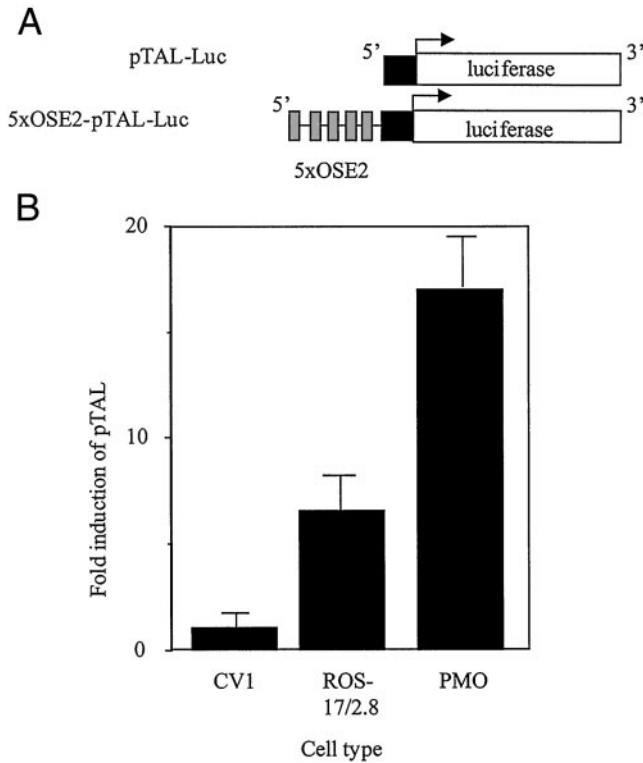 A
pTAL-Luc
5’
3’
luciferase
5xOSE2-pTAL-Luc
5’
3’
luciferase
5xOSE2
B
20
10
0
Fold induction of pTAL
CV1
ROS-
17/2.8
PMO
Cell type